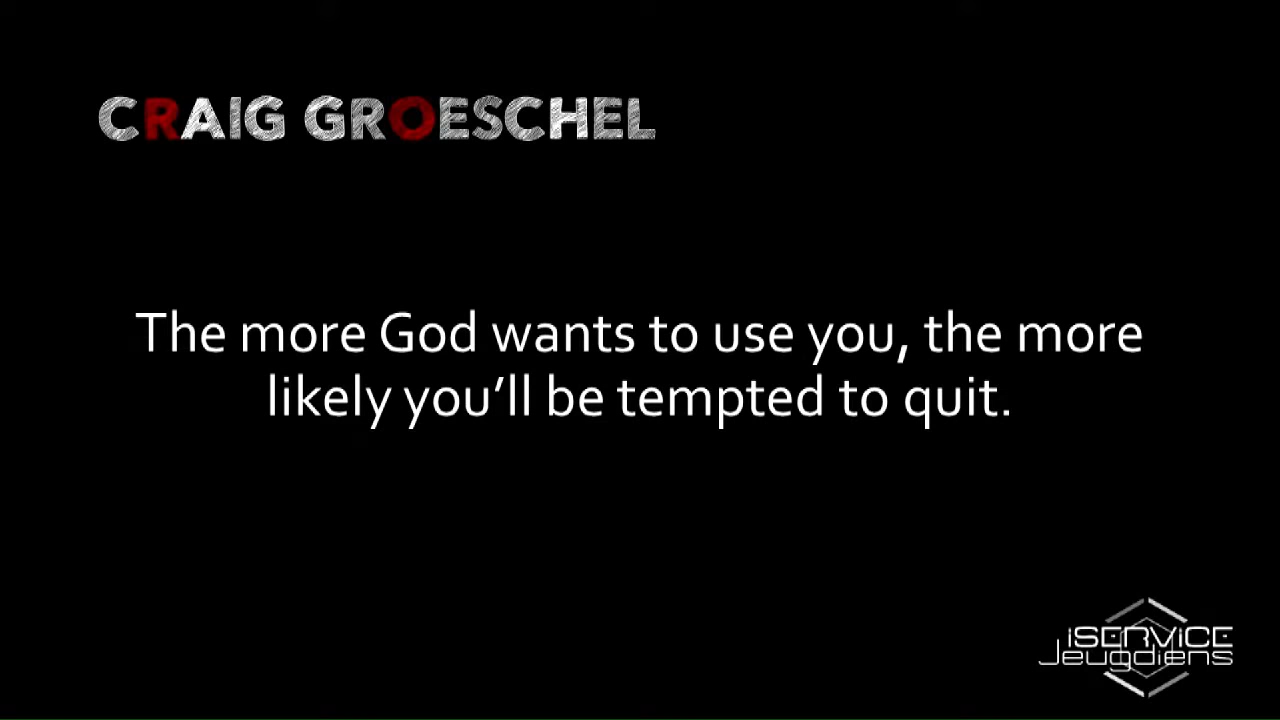 CRAIG GROESCHEL
The more God wants to use you, the more
likely you’ll be tempted to quit.
iSERVICE
Jeugdiens